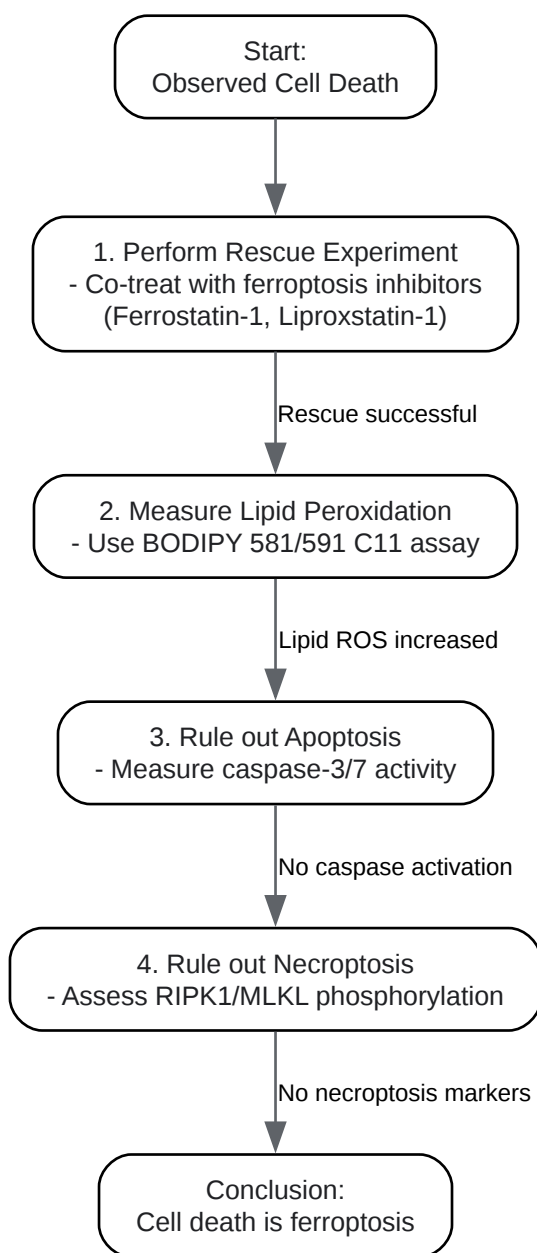 Start:
Observed Cell Death
1. Perform Rescue Experiment
- Co-treat with ferroptosis inhibitors
(Ferrostatin-1, Liproxstatin-1)
Rescue successful
2. Measure Lipid Peroxidation
- Use BODIPY 581/591 C11 assay
Lipid ROS increased
3. Rule out Apoptosis
- Measure caspase-3/7 activity
No caspase activation
4. Rule out Necroptosis
- Assess RIPK1/MLKL phosphorylation
No necroptosis markers
Conclusion:
Cell death is ferroptosis